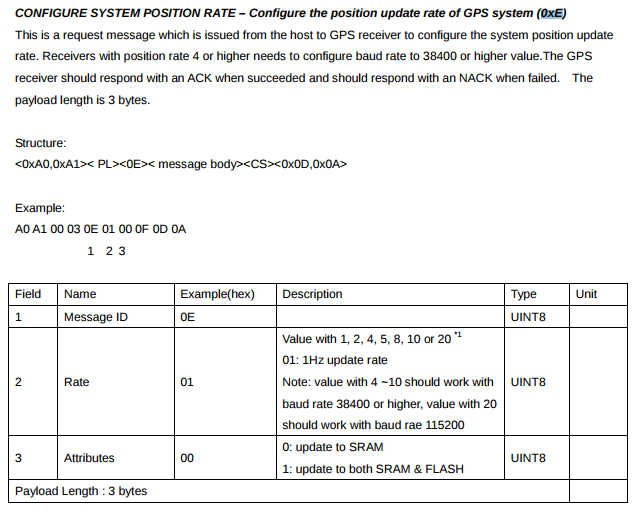 CONFIGURE SYSTEM POSITION RATE – Configure the position update rate of GPS system (0xE)
This is a request message which is issued from the host to GPS receiver to configure the system position update
rate. Receivers with position rate 4 or higher needs to configure baud rate to 38400 or higher value.The GPS
receiver should respond with an ACK when succeeded and should respond with an NACK when failed. The
payload length is 3 bytes.
Structure:
<0xA0,0xA1>< PL><0E>< message body><CS><0x0D,0x0A>
Example:
A0 A1 00 03 0E 01 00 0F 0D 0A
1 2 3
Field Name Example(hex) Description Type Unit
1 Message ID 0E UINT8
2 Rate 01 Value with 1, 2, 4, 5, 8, 10 or 20 *1
01: 1Hz update rate
Note: value with 4 ~10 should work with
baud rate 38400 or higher, value with 20
should work with baud rae 115200
UINT8
3 Attributes 00 0: update to SRAM
1: update to both SRAM & FLASH
UINT8
Payload Length : 3 bytes